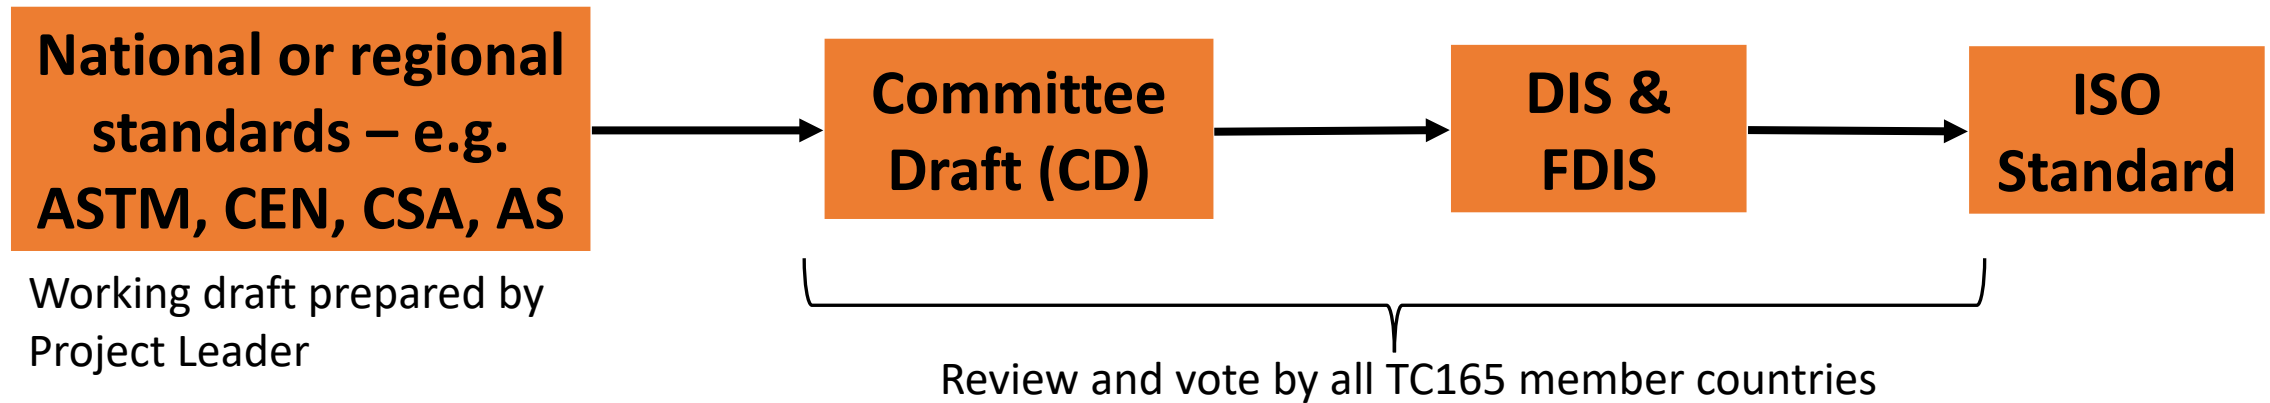 National or regional
standards – e.g.
ASTM, CEN, CSA, AS
Working draft prepared by
Project Leader
Committee
Draft (CD)
DIS &
FDIS
ISO
Standard
Review and vote by all TC165 member countries